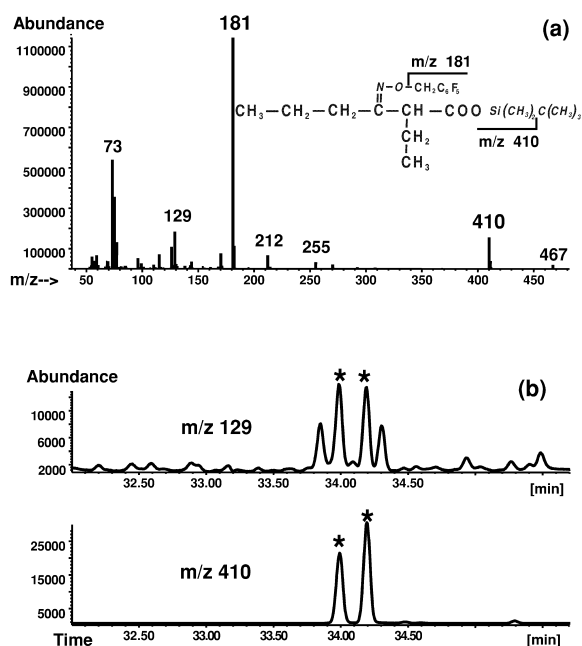 Abundance
(a)
1100000
900000
700000
500000
300000
100000
181
73
129
212
255
410
467
m/z 181
N—O—CH₂C₆F₅
CH₃—CH₂—CH₂—C—CH—COO Si(CH₃)₂C(CH₃)₃
m/z 410
CH₂
CH₃
m/z--> 50 100 150 200 250 300 350 400 450
Abundance
(b)
10000
6000
2000
m/z 129
* *
32.50 33.00 33.50 34.00 34.50
[min]
25000
15000
5000
m/z 410
* *
32.50 33.00 33.50 34.00 34.50
Time
[min]